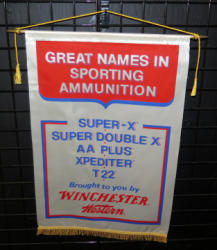 GREAT NAMES IN
SPORTING
AMMUNITION
SUPER-X
SUPER DOUBLE X
AA PLUS
XPEDITER
T22
Brought to you by
WINCHESTER
Western